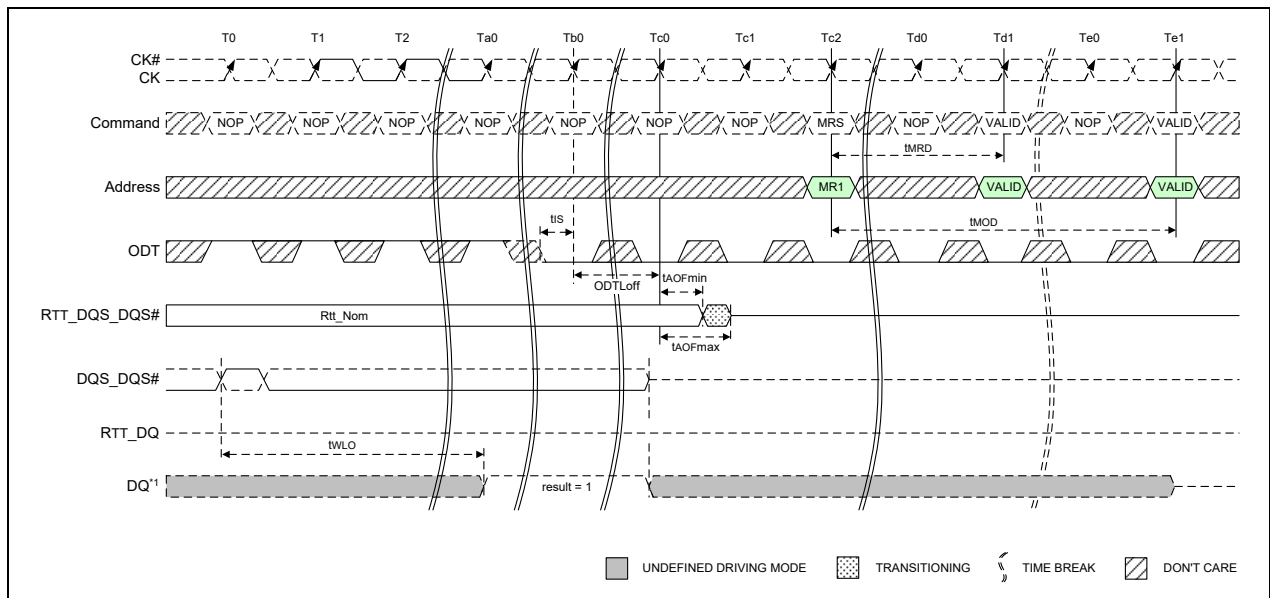 T0 T1 T2 Ta0 Tb0 Tc0 Tc1 Tc2 Td0 Td1 Te0 Te1
CK#
CK
Command NOP NOP NOP NOP NOP NOP NOP MRS NOP VALID NOP VALID
tMRD
Address MR1 VALID VALID
tIS
tMOD
ODT
tAOFmin
ODTLoff
RTT_DQS_DQS# Rtt_Nom
tAOFmax
DQS_DQS#
RTT_DQ
tWLO
DQ*1 result = 1
UNDEFINED DRIVING MODE TRANSITIONING TIME BREAK DON'T CARE